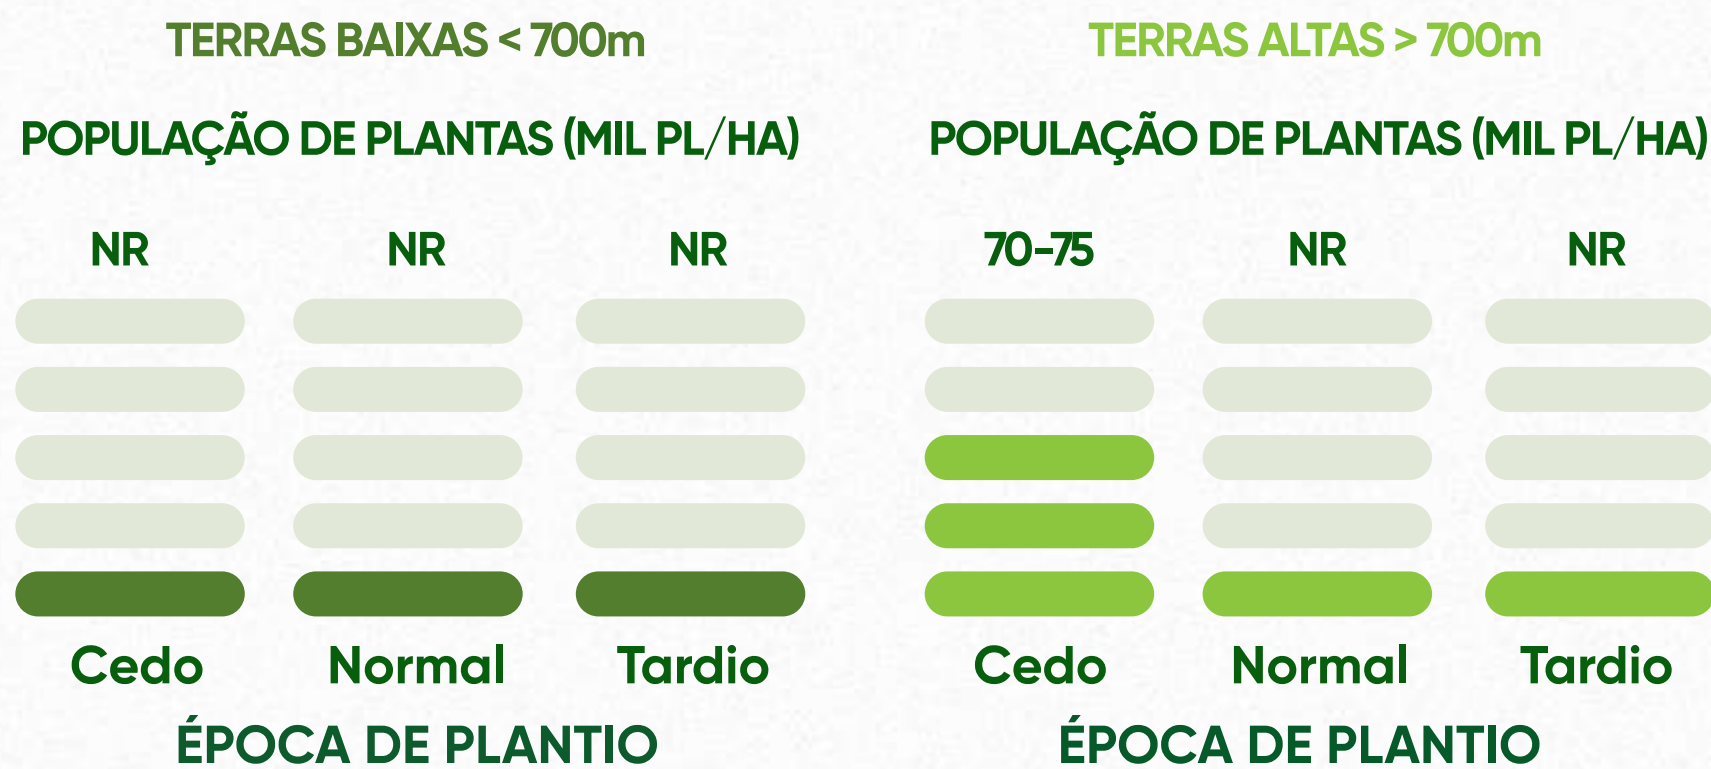 TERRAS BAIXAS < 700m
POPULAÇÃO DE PLANTAS (MIL PL/HA)
NR NR NR
Cedo Normal Tardio
ÉPOCA DE PLANTIO
TERRAS ALTAS > 700m
POPULAÇÃO DE PLANTAS (MIL PL/HA)
70-75 NR NR
Cedo Normal Tardio
ÉPOCA DE PLANTIO